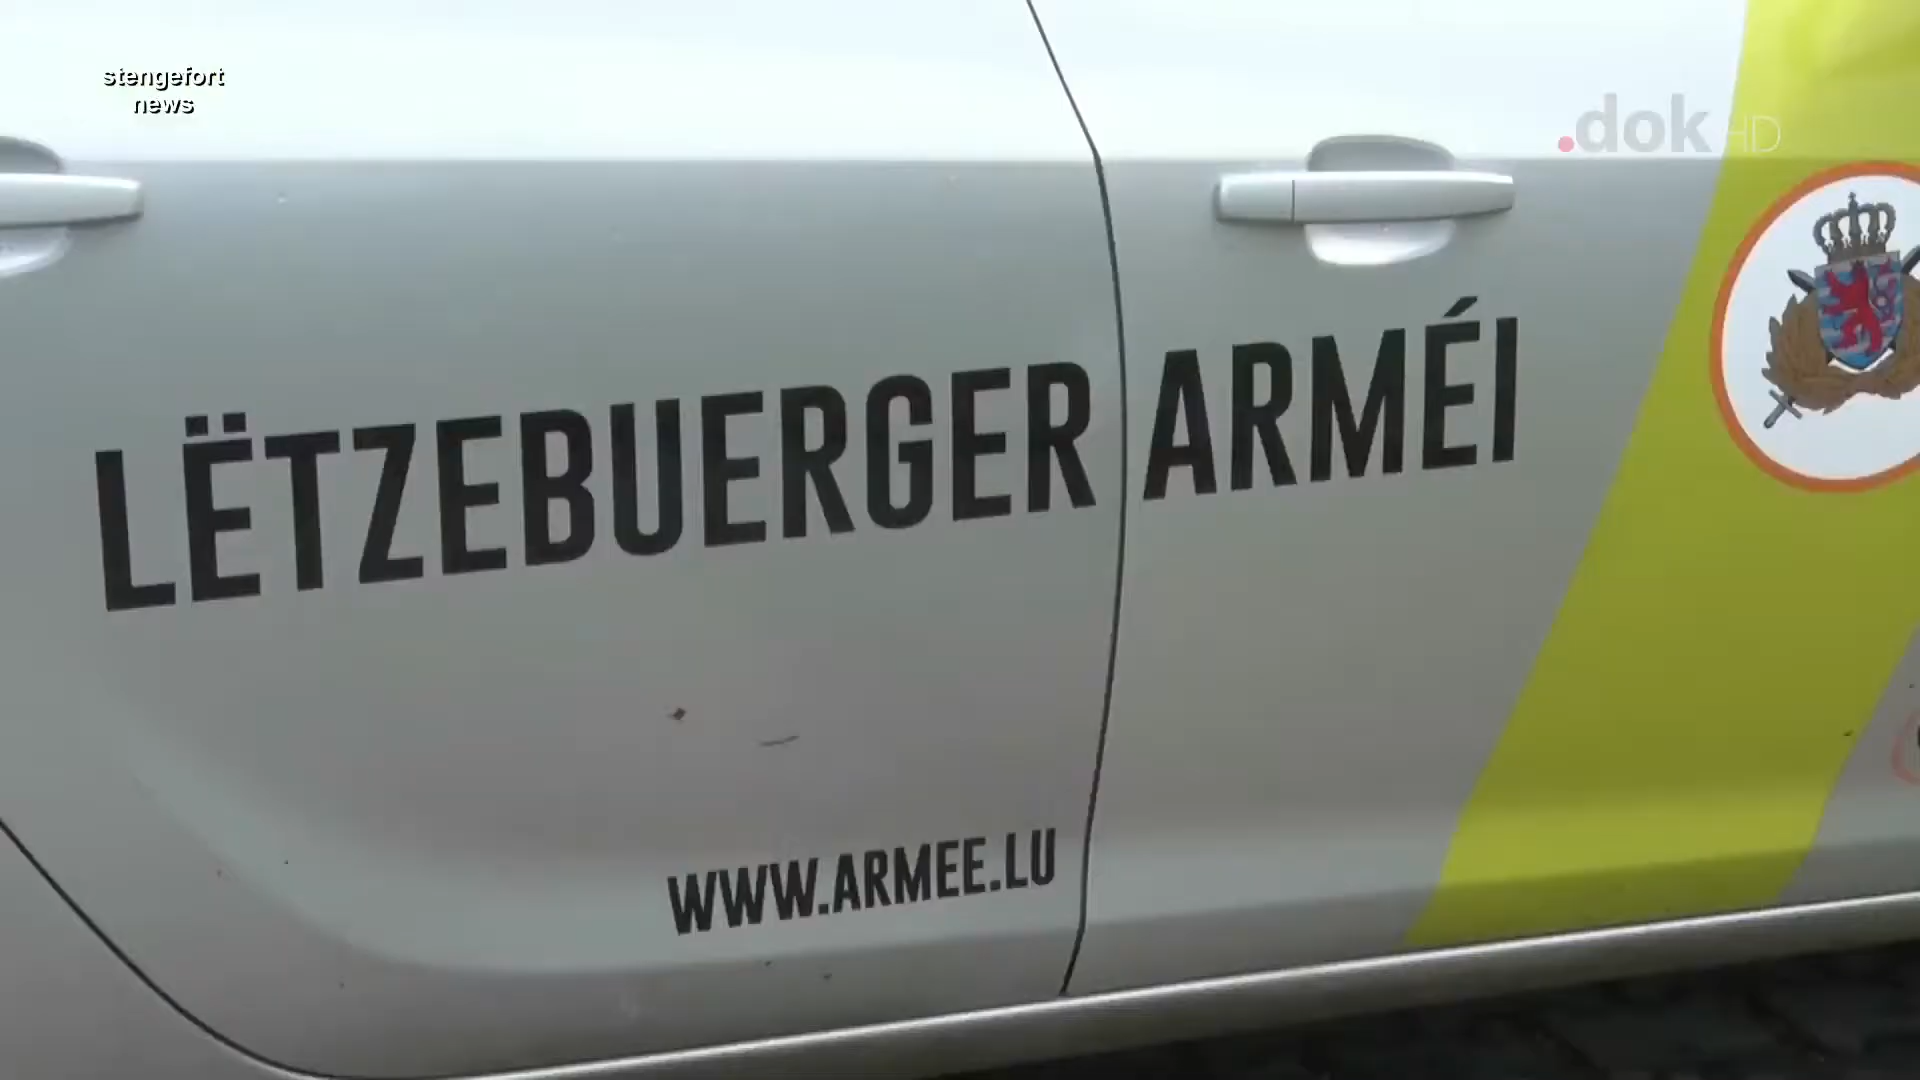 stengefort
news
.dok HD
LËTZEBUERGER ARMÉI
WWW.ARMEE.LU